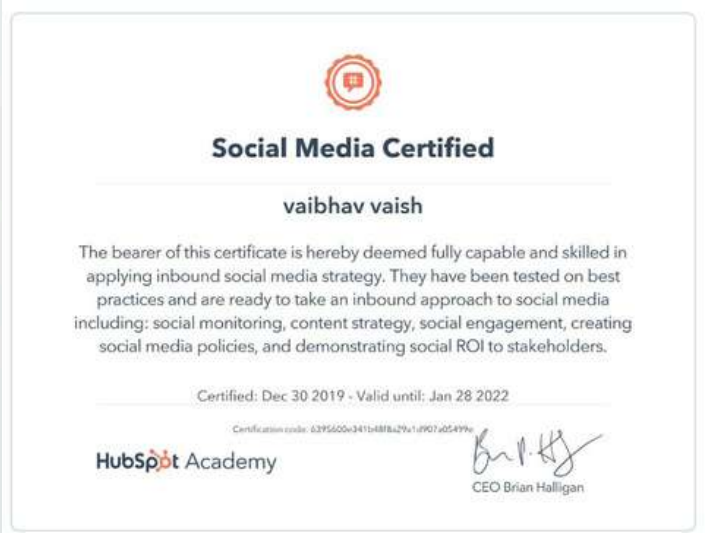 #
Social Media Certified
vaibhav vaish
The bearer of this certificate is hereby deemed fully capable and skilled in
applying inbound social media strategy. They have been tested on best
practices and are ready to take an inbound approach to social media
including: social monitoring, content strategy, social engagement, creating
social media policies, and demonstrating social ROI to stakeholders.
Certified: Dec 30 2019 - Valid until: Jan 28 2022
Certification code:
HubSpot Academy
CEO Brian Halligan